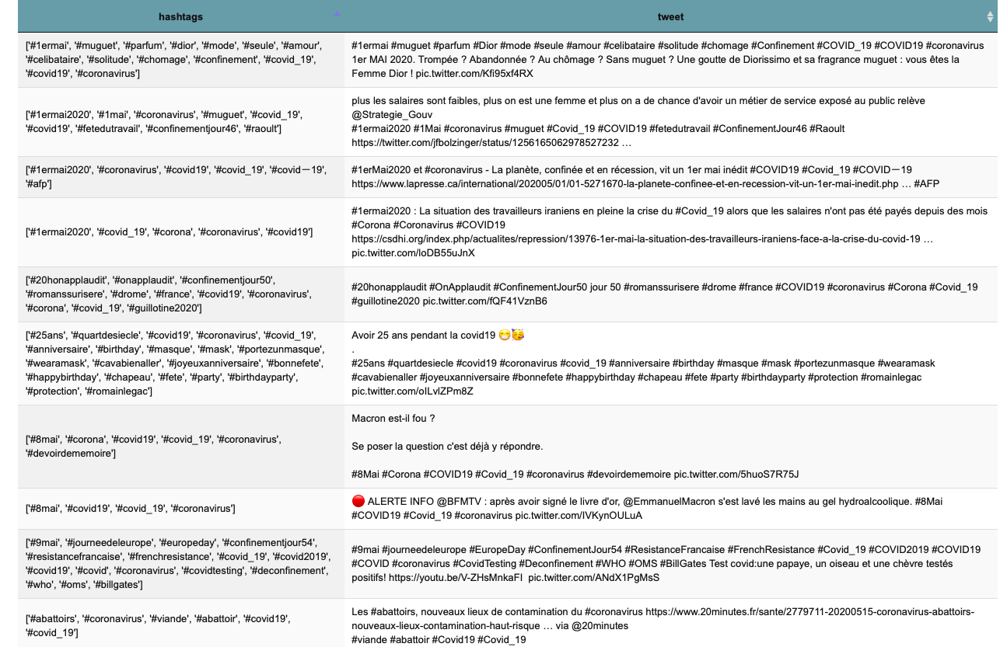 hashtags
tweet
['#1ermai', '#muguet', '#parfum', '#dior', '#mode', '#seule', '#amour',
'#celibataire', '#solitude', '#chomage', '#confinement', '#covid_19',
'#covid19', '#coronavirus']
#1ermai #muguet #parfum #Dior #mode #seule #amour #celibataire #solitude #chomage #Confinement #COVID_19 #COVID19 #coronavirus
1er MAI 2020. Trompée ? Abandonnée ? Au chômage ? Sans muguet ? Une goutte de Diorissimo et sa fragrance muguet : vous êtes la
Femme Dior ! pic.twitter.com/Kfi95xf4RX
['#1ermai2020', '#1mai', '#coronavirus', '#muguet', '#covid_19',
'#covid19', '#fetedutravail', '#confinementjour46', '#raoult']
plus les salaires sont faibles, plus on est une femme et plus on a de chance d'avoir un métier de service exposé au public relève
@Strategie_Gouv
#1ermai2020 #1Mai #coronavirus #muguet #Covid_19 #COVID19 #fetedutravail #ConfinementJour46 #Raoult
https://twitter.com/jfbolzinger/status/1256165062978527232 …
['#1ermai2020', '#coronavirus', '#covid19', '#covid_19', '#covidー19',
'#afp']
#1erMai2020 et #coronavirus - La planète, confinée et en récession, vit un 1er mai inédit #COVID19 #Covid_19 #COVIDー19
https://www.lapresse.ca/international/202005/01/01-5271670-la-planete-confinee-et-en-recession-vit-un-1er-mai-inedit.php … #AFP
['#1ermai2020', '#covid_19', '#corona', '#coronavirus', '#covid19']
#1ermai2020 : La situation des travailleurs iraniens en pleine la crise du #Covid_19 alors que les salaires n'ont pas été payés depuis des mois
#Corona #Coronavirus #COVID19
https://csdhi.org/index.php/actualites/repression/13976-1er-mai-la-situation-des-travailleurs-iraniens-face-a-la-crise-du-covid-19 …
pic.twitter.com/loDB55uJnX
['#20honapplaudit', '#onapplaudit', '#confinementjour50',
'#romanssurisere', '#drome', '#france', '#covid19', '#coronavirus',
'#corona', '#covid_19', '#guillotine2020']
#20honapplaudit #OnApplaudit #ConfinementJour50 jour 50 #romanssurisere #drome #france #COVID19 #coronavirus #Corona #Covid_19
#guillotine2020 pic.twitter.com/fQF41VznB6
['#25ans', '#quartdesiecle', '#covid19', '#coronavirus', '#covid_19',
'#anniversaire', '#birthday', '#masque', '#mask', '#portezunmasque',
'#wearamask', '#cavabienaller', '#joyeuxanniversaire', '#bonnefete',
'#happybirthday', '#chapeau', '#fete', '#party', '#birthdayparty',
'#protection', '#romainlegac']
Avoir 25 ans pendant la covid19 😷🥳
.
#25ans #quartdesiecle #covid19 #coronavirus #covid_19 #anniversaire #birthday #masque #mask #portezunmasque #wearamask
#cavabienaller #joyeuxanniversaire #bonnefete #happybirthday #chapeau #fete #party #birthdayparty #protection #romainlegac
pic.twitter.com/oILvlZPm8Z
['#8mai', '#corona', '#covid19', '#covid_19', '#coronavirus',
'#devoirdememoire']
Macron est-il fou ?
Se poser la question c'est déjà y répondre.
#8Mai #Corona #COVID19 #Covid_19 #coronavirus #devoirdememoire pic.twitter.com/5huoS7R75J
['#8mai', '#covid19', '#covid_19', '#coronavirus']
🔴 ALERTE INFO @BFMTV : après avoir signé le livre d'or, @EmmanuelMacron s'est lavé les mains au gel hydroalcoolique. #8Mai
#COVID19 #Covid_19 #coronavirus pic.twitter.com/IVKynOULuA
['#9mai', '#journeedeleurope', '#europeday', '#confinementjour54',
'#resistancefrancaise', '#frenchresistance', '#covid_19', '#covid2019',
'#covid19', '#covid', '#coronavirus', '#covidtesting', '#deconfinement',
'#who', '#oms', '#billgates']
#9mai #journeedeleurope #EuropeDay #ConfinementJour54 #ResistanceFrancaise #FrenchResistance #Covid_19 #COVID2019 #COVID19
#COVID #coronavirus #CovidTesting #Deconfinement #WHO #OMS #BillGates Test covid:une papaye, un oiseau et une chèvre testés
positifs! https://youtu.be/V-ZHsMnkaFI pic.twitter.com/ANdX1PgMsS
['#abattoirs', '#coronavirus', '#viande', '#abattoir', '#covid19',
'#covid_19']
Les #abattoirs, nouveaux lieux de contamination du #coronavirus https://www.20minutes.fr/sante/2779711-20200515-coronavirus-abattoirs-
nouveaux-lieux-contamination-haut-risque … via @20minutes
#viande #abattoir #Covid19 #Covid_19